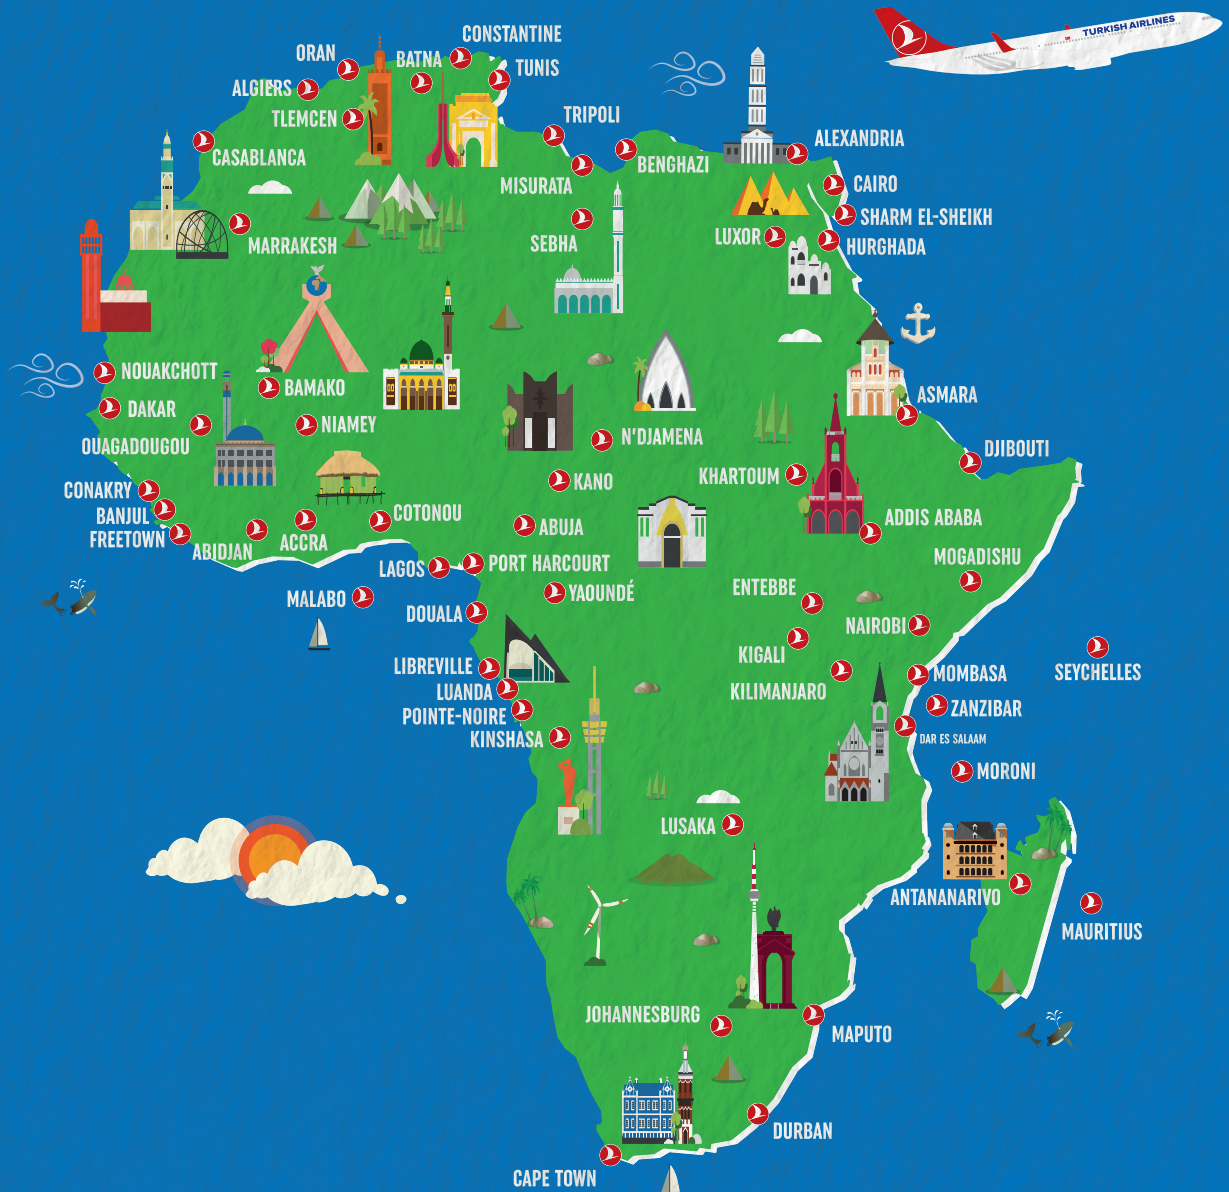 TURKISH AIRLINES
CONSTANTINE
ORAN
BATNA
TUNIS
ALGIERS
TLEMCEN
TRIPOLI
ALEXANDRIA
CASABLANCA
BENGHAZI
MISURATA
CAIRO
SHARM EL-SHEIKH
LUXOR
SEBHA
MARRAKESH
HURGHADA
NOUAKCHOTT
BAMAKO
ASMARA
DAKAR
NIAMEY
N'DJAMENA
OUAGADOUGOU
DJIBOUTI
KHARTOUM
KANO
CONAKRY
COTONOU
BANJUL
ADDIS ABABA
ABUJA
FREETOWN
ABIDJAN
ACCRA
MOGADISHU
PORT HARCOURT
LAGOS
ENTEBBE
YAOUNDÉ
MALABO
DOUALA
NAIROBI
KIGALI
LIBREVILLE
SEYCHELLES
MOMBASA
LUANDA
KILIMANJARO
ZANZIBAR
POINTE-NOIRE
KINSHASA
DAR ES SALAAM
MORONI
LUSAKA
ANTANANARIVO
MAURITIUS
JOHANNESBURG
MAPUTO
DURBAN
CAPE TOWN